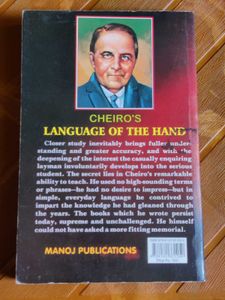 CHEIRO'S
LANGUAGE OF THE HAND
Closer study inevitably brings fuller under-
standing and greater accuracy, and with the
deepening of the interest the casually enquiring
layman involuntarily develops into the serious
student. The secret lies in Cheiro's remarkable
ability to teach. He used no high-sounding terms
or phrases—he had no desire to impress—but in
simple, everyday language he contrived to
impart the knowledge he had gleaned through
the years. The books which he wrote persist
today, supreme and unchallenged. He himself
could not have asked a more fitting memorial.
MANOJ PUBLICATIONS